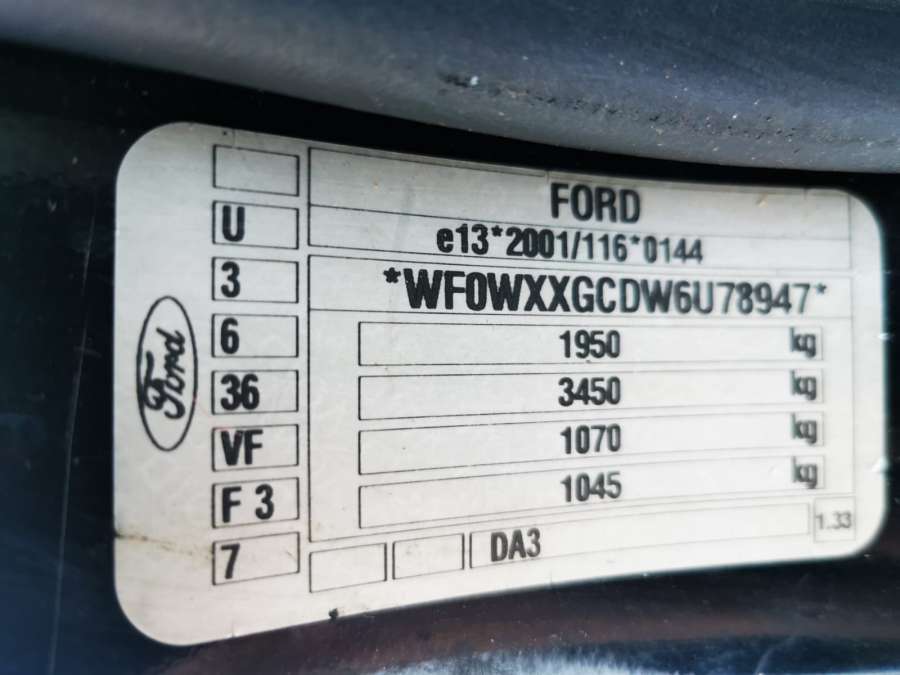 Ford
U
3
6
36
VF
F 3
7
FORD
e13*2001/116*0144
*WF0WXXGCDW6U78947*
1950 kg
3450 kg
1070 kg
1045 kg
DA3
1.33